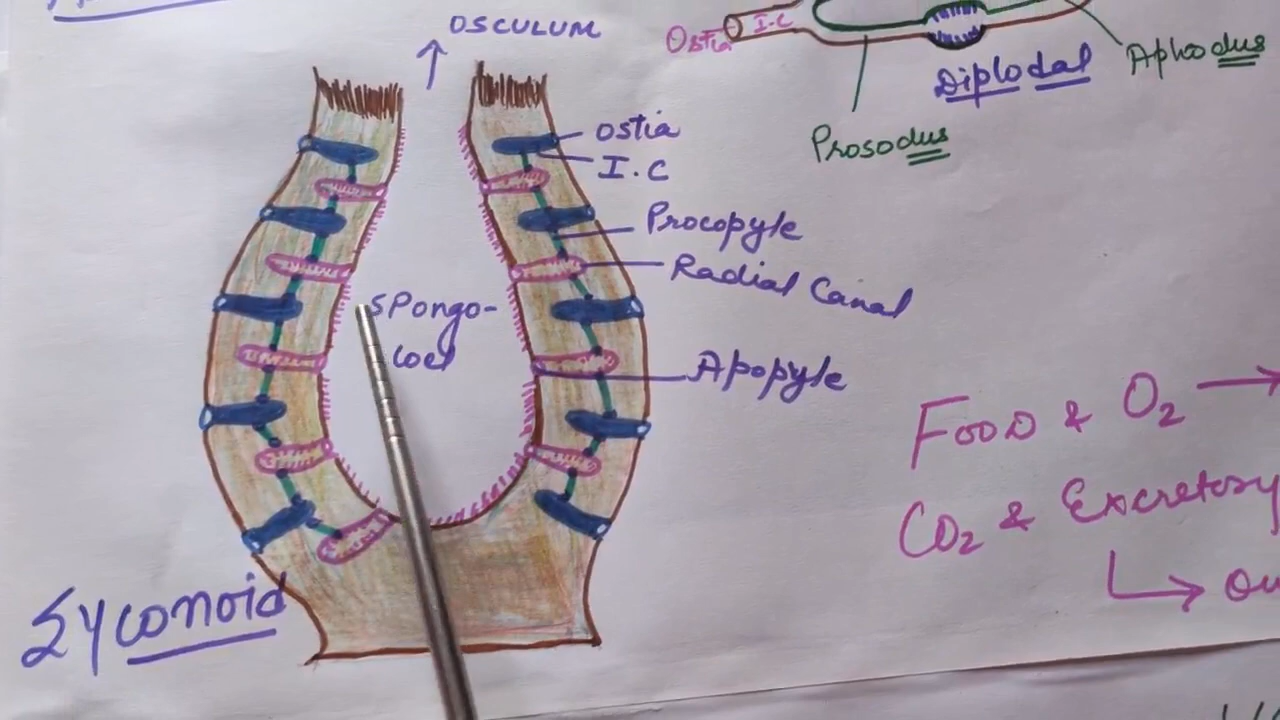 OSCULUM
Ostia
I.C
Diplodal
Aphodus
Prosodus
Ostia
I.C
Procopyle
Radial Canal
SPongo-
coel
Apopyle
Food & O2 →
CO2 & Excretory
Syconoid